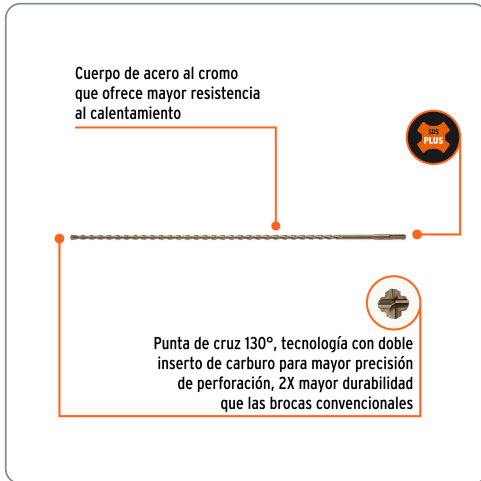 Cuerpo de acero al cromo
que ofrece mayor resistencia
al calentamiento
SDS
PLUS
Punta de cruz 130°, tecnología con doble
inserto de carburo para mayor precisión
de perforación, 2X mayor durabilidad
que las brocas convencionales